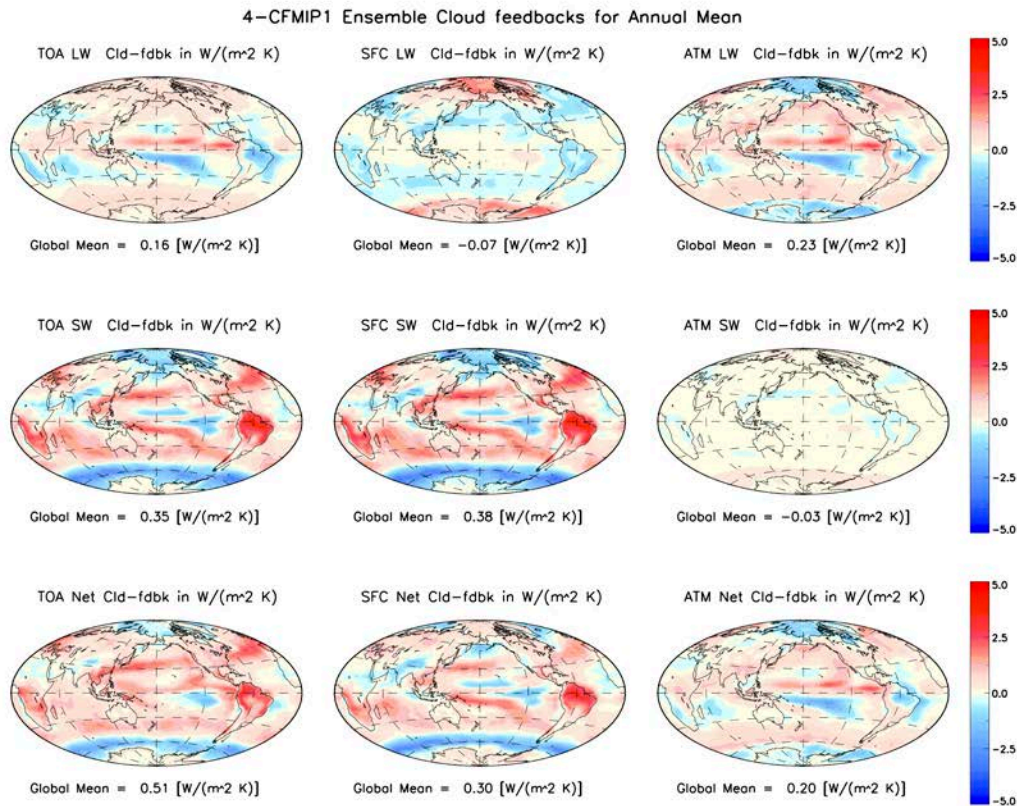 4-CFMIP1 Ensemble Cloud feedbacks for Annual Mean
TOA LW Cld-fdbk in W/(m^2 K)
SFC LW Cld-fdbk in W/(m^2 K)
ATM LW Cld-fdbk in W/(m^2 K)
5.0
2.5
0.0
-2.5
-5.0
Global Mean = 0.16 [W/(m^2 K)]
Global Mean = -0.07 [W/(m^2 K)]
Global Mean = 0.23 [W/(m^2 K)]
TOA SW Cld-fdbk in W/(m^2 K)
SFC SW Cld-fdbk in W/(m^2 K)
ATM SW Cld-fdbk in W/(m^2 K)
5.0
2.5
0.0
-2.5
-5.0
Global Mean = 0.35 [W/(m^2 K)]
Global Mean = 0.38 [W/(m^2 K)]
Global Mean = -0.03 [W/(m^2 K)]
TOA Net Cld-fdbk in W/(m^2 K)
SFC Net Cld-fdbk in W/(m^2 K)
ATM Net Cld-fdbk in W/(m^2 K)
5.0
2.5
0.0
-2.5
-5.0
Global Mean = 0.51 [W/(m^2 K)]
Global Mean = 0.30 [W/(m^2 K)]
Global Mean = 0.20 [W/(m^2 K)]